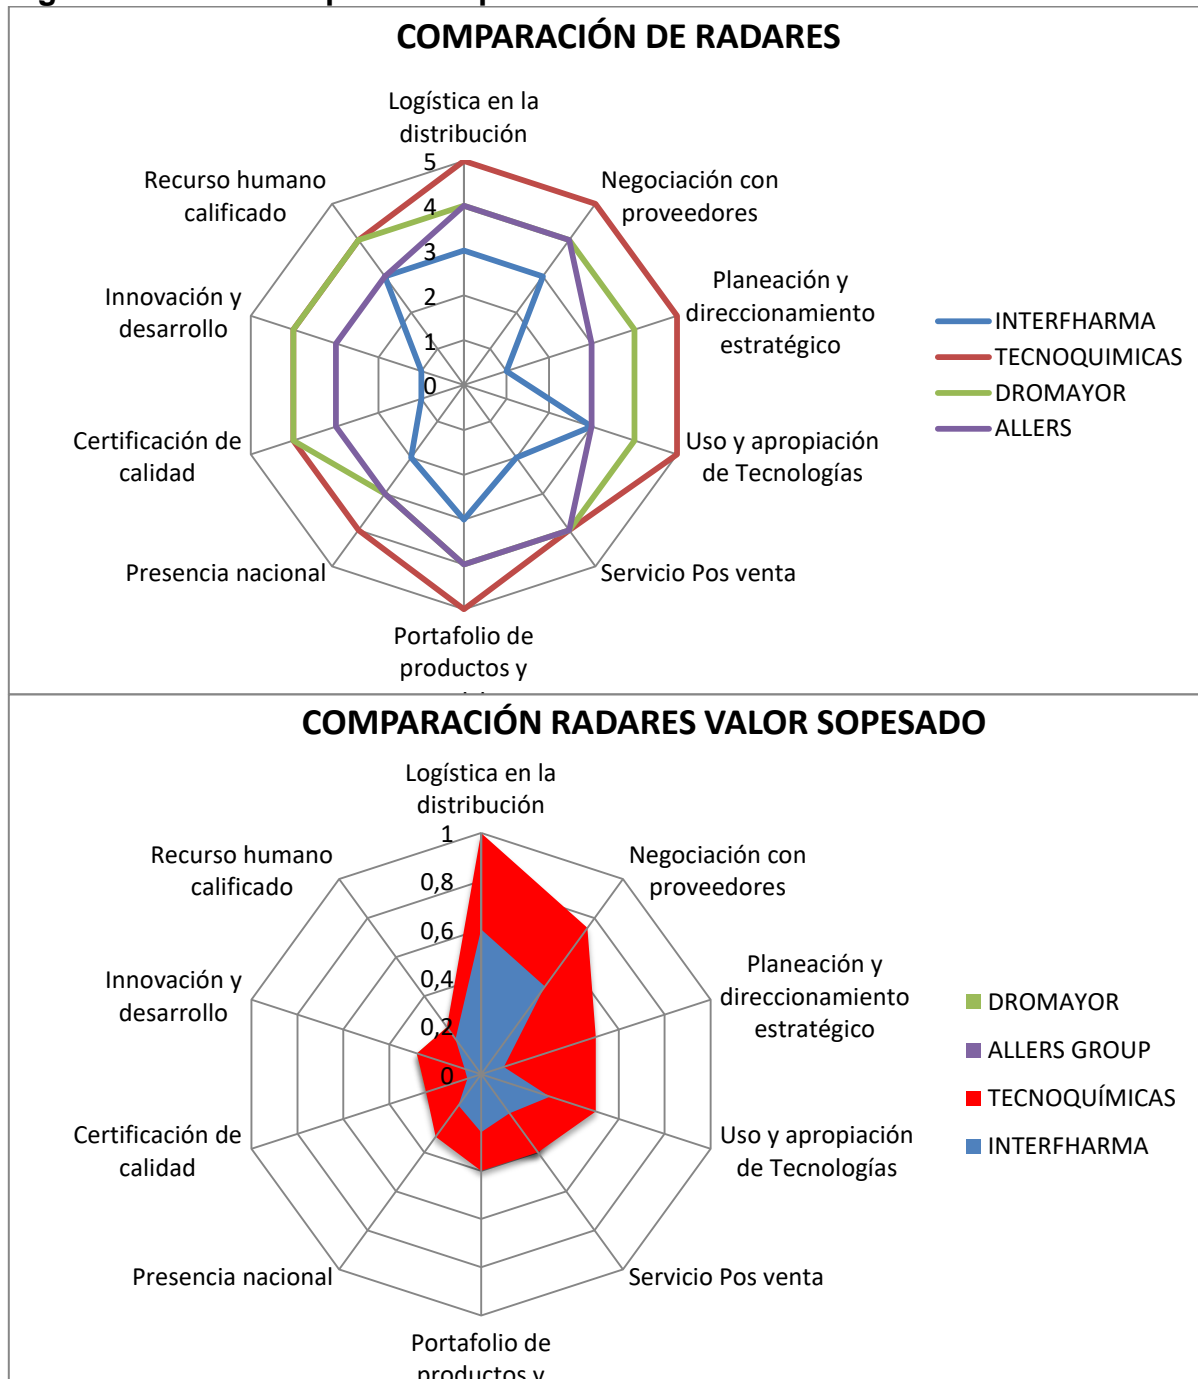 COMPARACIÓN DE RADARES
Logística en la
distribución
Recurso humano
calificado
5
Negociación con
proveedores
4
3
Innovación y
desarrollo
2
Planeación y
direccionamiento
estratégico
1
0
INTERFHARMA
TECNOQUIMICAS
DROMAYOR
ALLERS
Certificación de
calidad
Uso y apropiación
de Tecnologías
Presencia nacional
Servicio Pos venta
Portafolio de
productos y
COMPARACIÓN RADARES VALOR SOPESADO
Logística en la
distribución
1
Recurso humano
calificado
Negociación con
proveedores
0,8
0,6
Innovación y
desarrollo
0,4
Planeación y
direccionamiento
estratégico
0,2
0
DROMAYOR
ALLERS GROUP
TECNOQUÍMICAS
INTERFHARMA
Certificación de
calidad
Uso y apropiación
de Tecnologías
Presencia nacional
Servicio Pos venta
Portafolio de
productos y